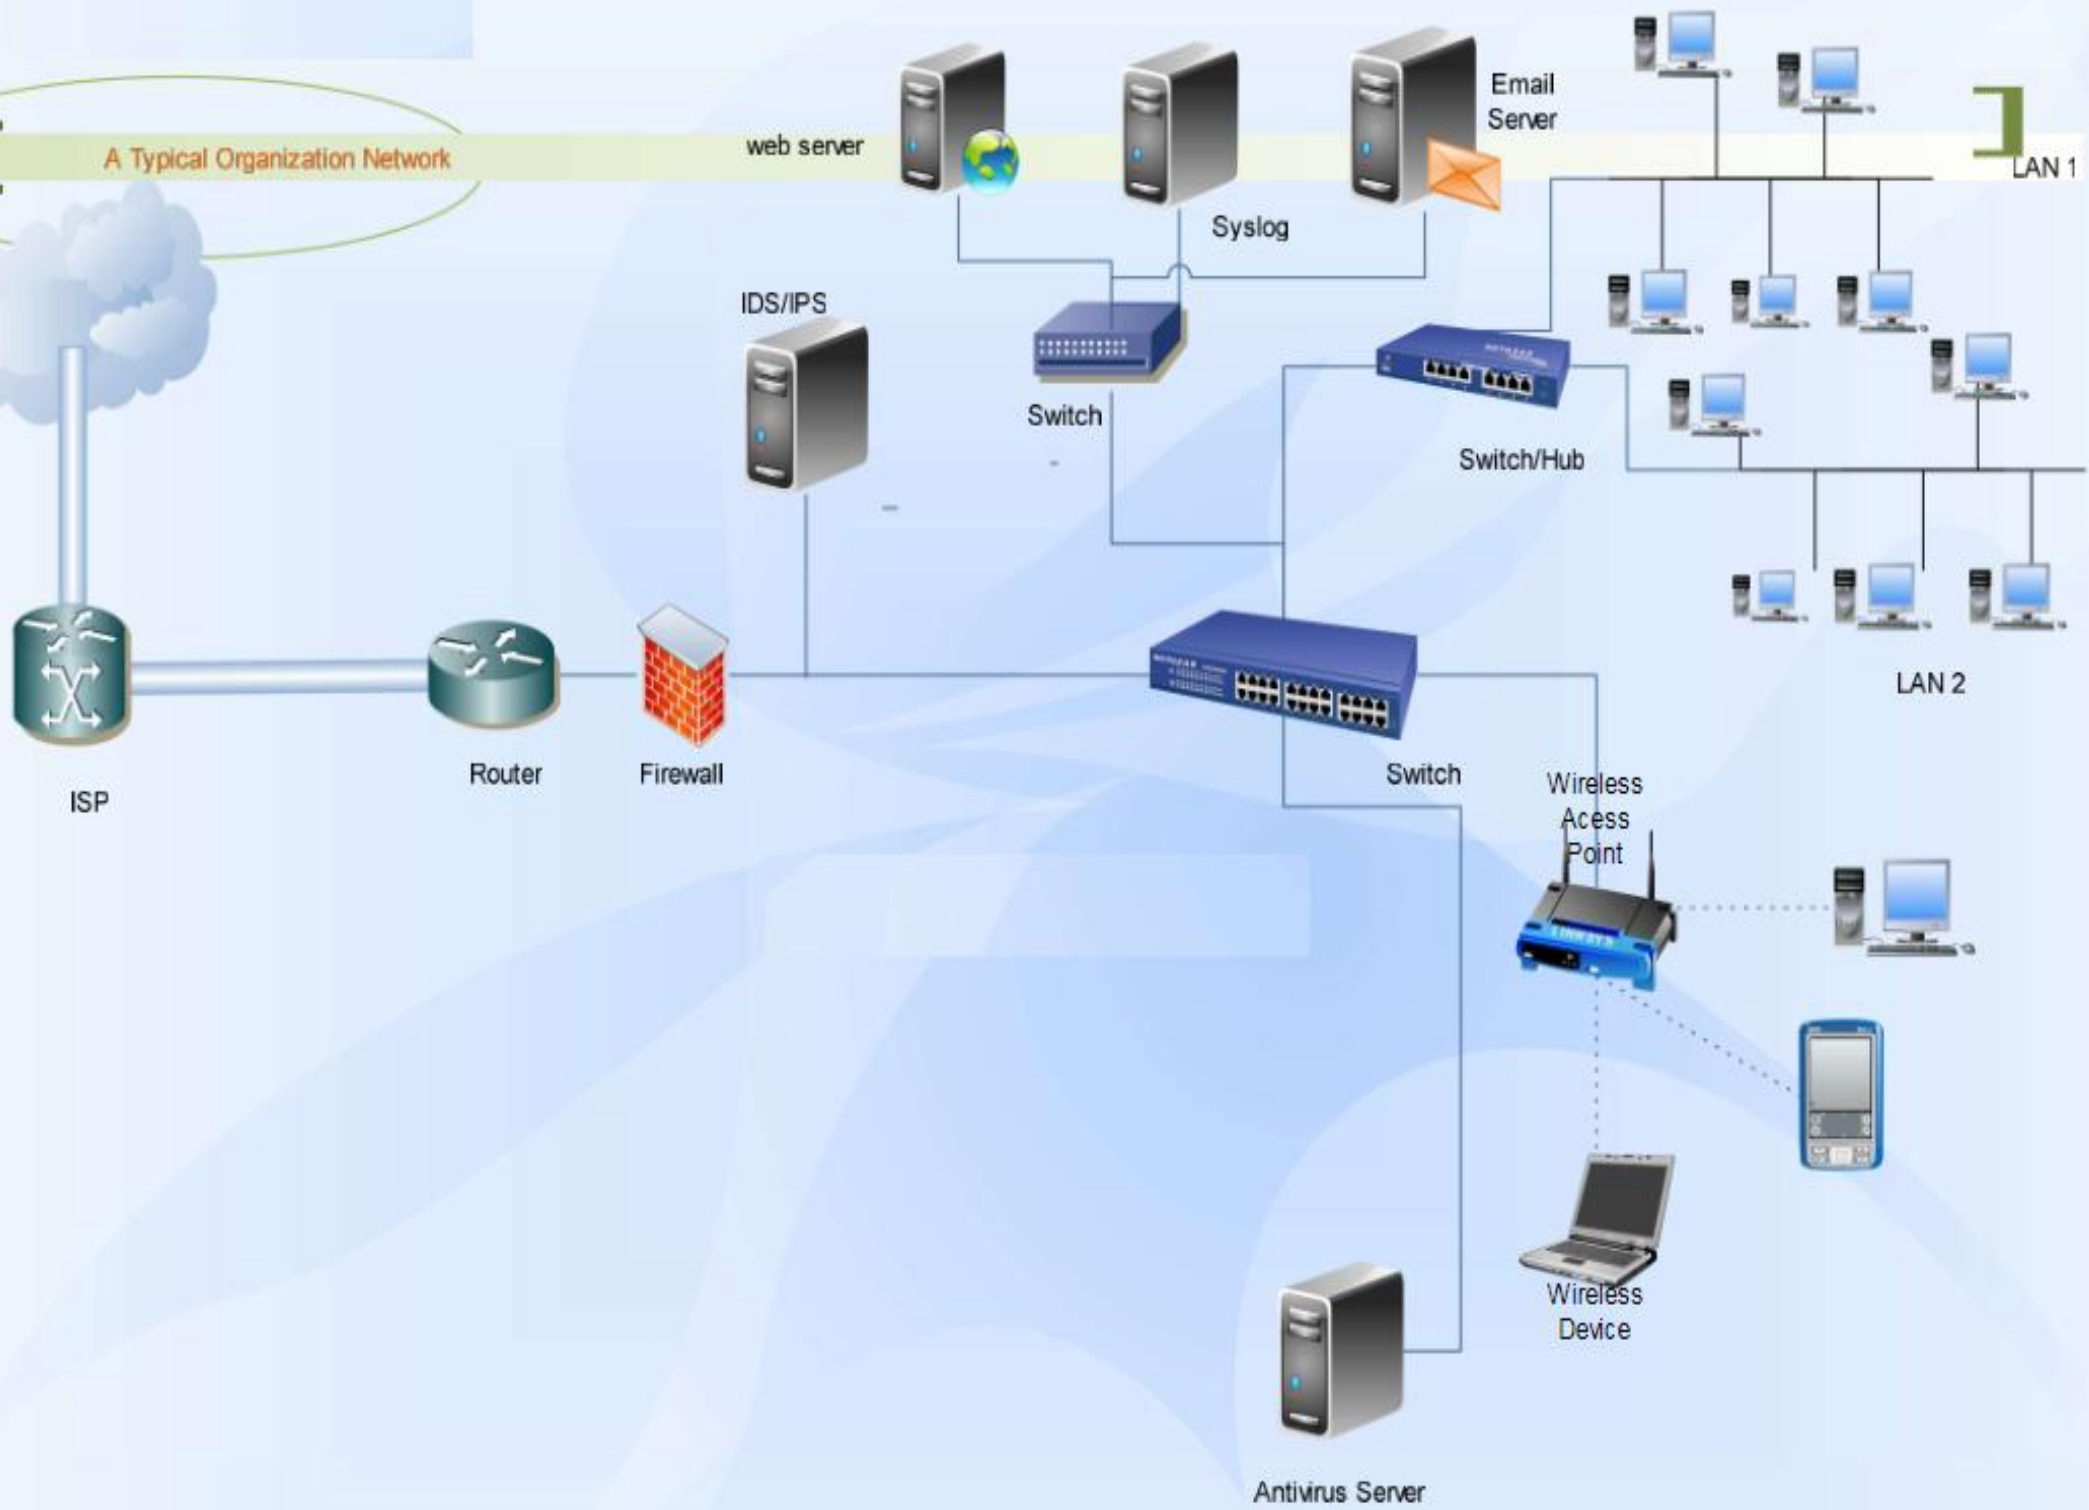 A Typical Organization Network
web server
Syslog
Email
Server
LAN 1
IDS/IPS
Switch
Switch/Hub
LAN 2
ISP
Router
Firewall
Switch
Wireless
Acess
Point
LINKSYS
Wireless
Device
Antivirus Server